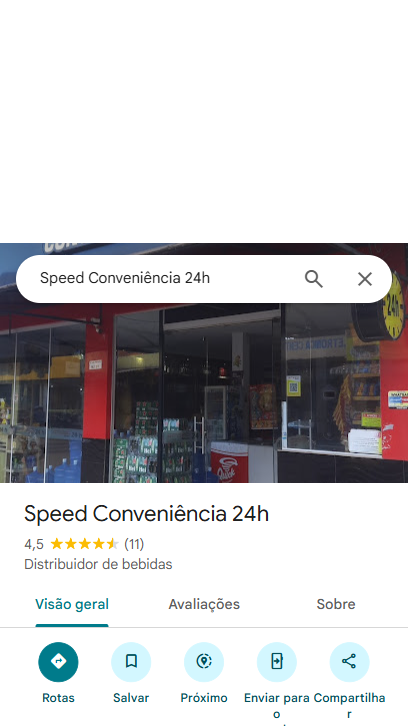 Speed Conveniência 24h
24h
Speed Conveniência 24h
4,5 (11)
Distribuidor de bebidas
Visão geral Avaliações Sobre
Rotas Salvar Próximo Enviar para o Compartilhar